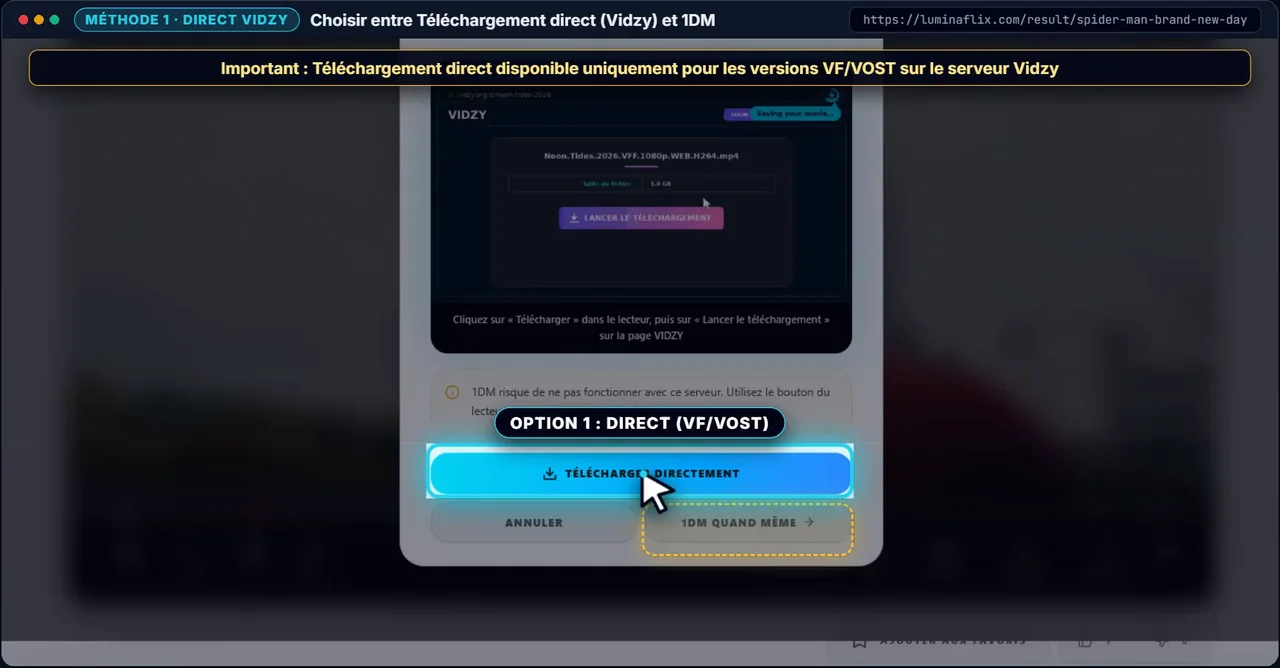 MÉTHODE 1 · DIRECT VIDZY
Choisir entre Téléchargement direct (Vidzy) et 1DM
https://luminaflix.com/result/spider-man-brand-new-day
Important : Téléchargement direct disponible uniquement pour les versions VF/VOST sur le serveur Vidzy
VIDZY
LOGIN
Saving your movie...
Neon.Tides.2026.VFF.1080p.WEB.H264.mp4
Taille du fichier
1.0 GB
LANCER LE TÉLÉCHARGEMENT
Cliquez sur « Télécharger » dans le lecteur, puis sur « Lancer le téléchargement »
sur la page VIDZY
1DM risque de ne pas fonctionner avec ce serveur. Utilisez le bouton du
OPTION 1 : DIRECT (VF/VOST)
TÉLÉCHARGER DIRECTEMENT
ANNULER
1DM QUAND MÊME →